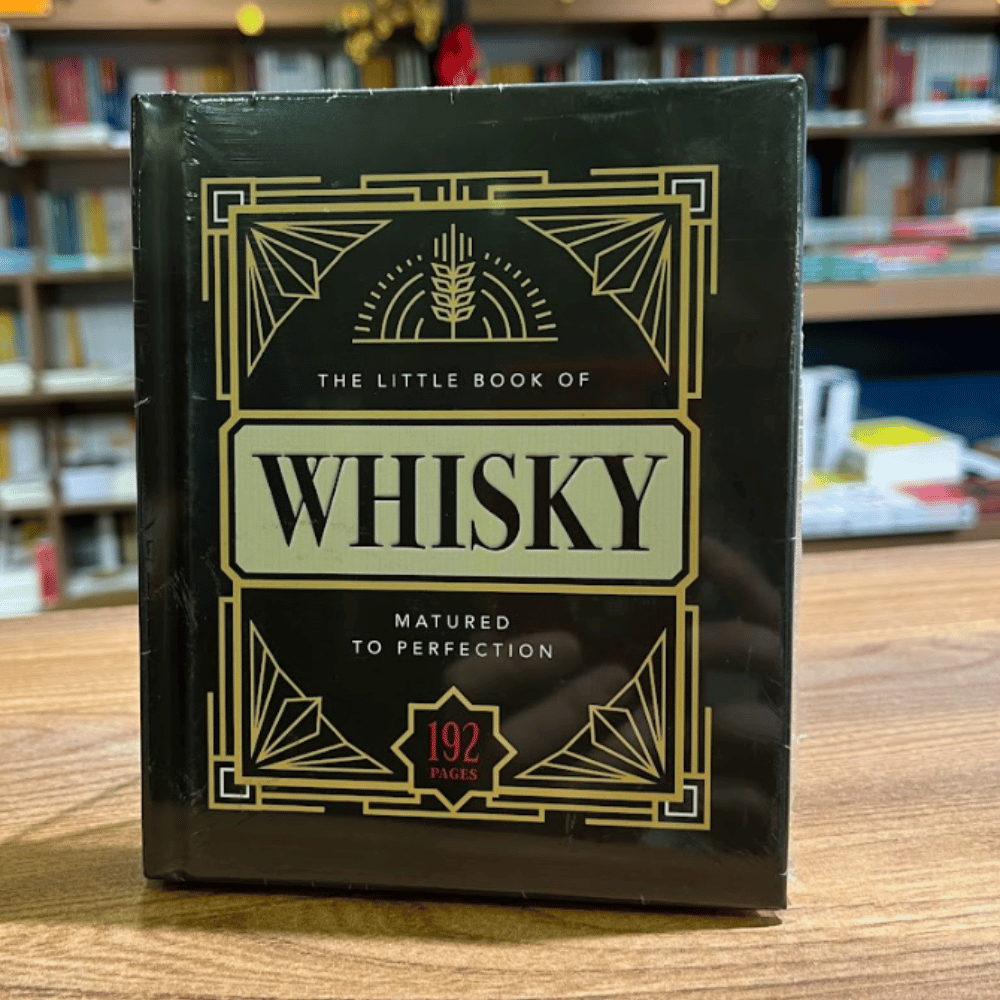 THE LITTLE BOOK OF
WHISKY
MATURED
TO PERFECTION
192
PAGES